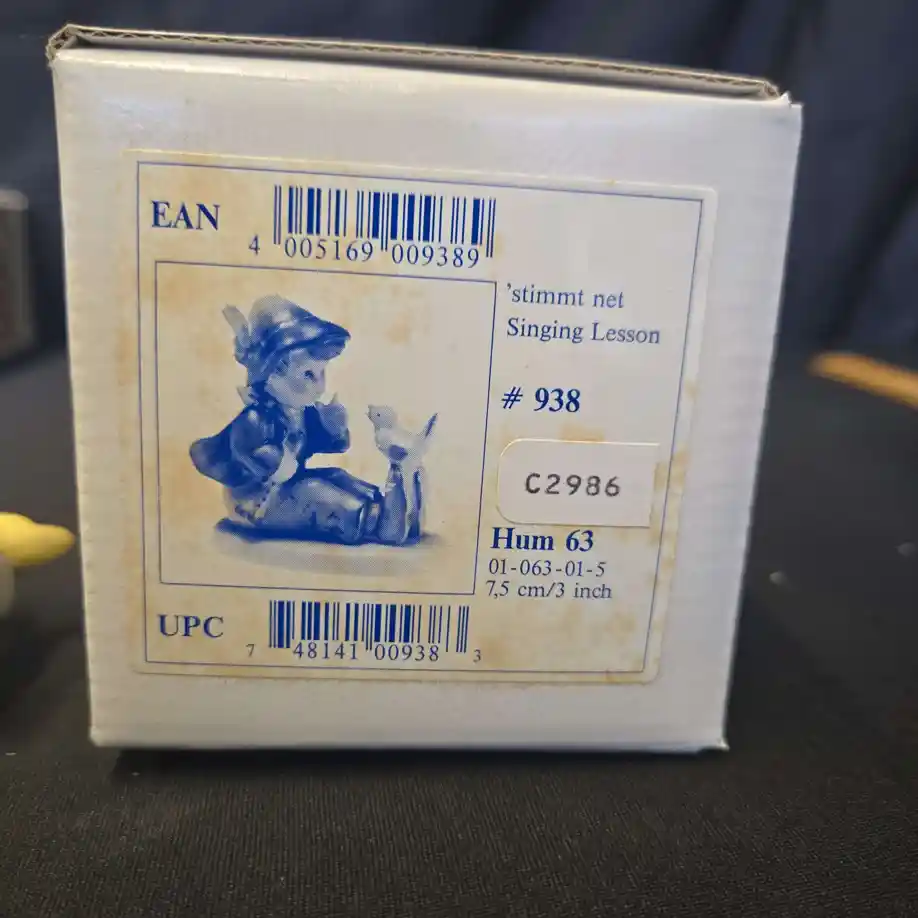 EAN
4 005169 009389
'stimmt net
Singing Lesson
# 938
C2986
Hum 63
01-063-01-5
7,5 cm/3 inch
UPC
7 48141 00938 3